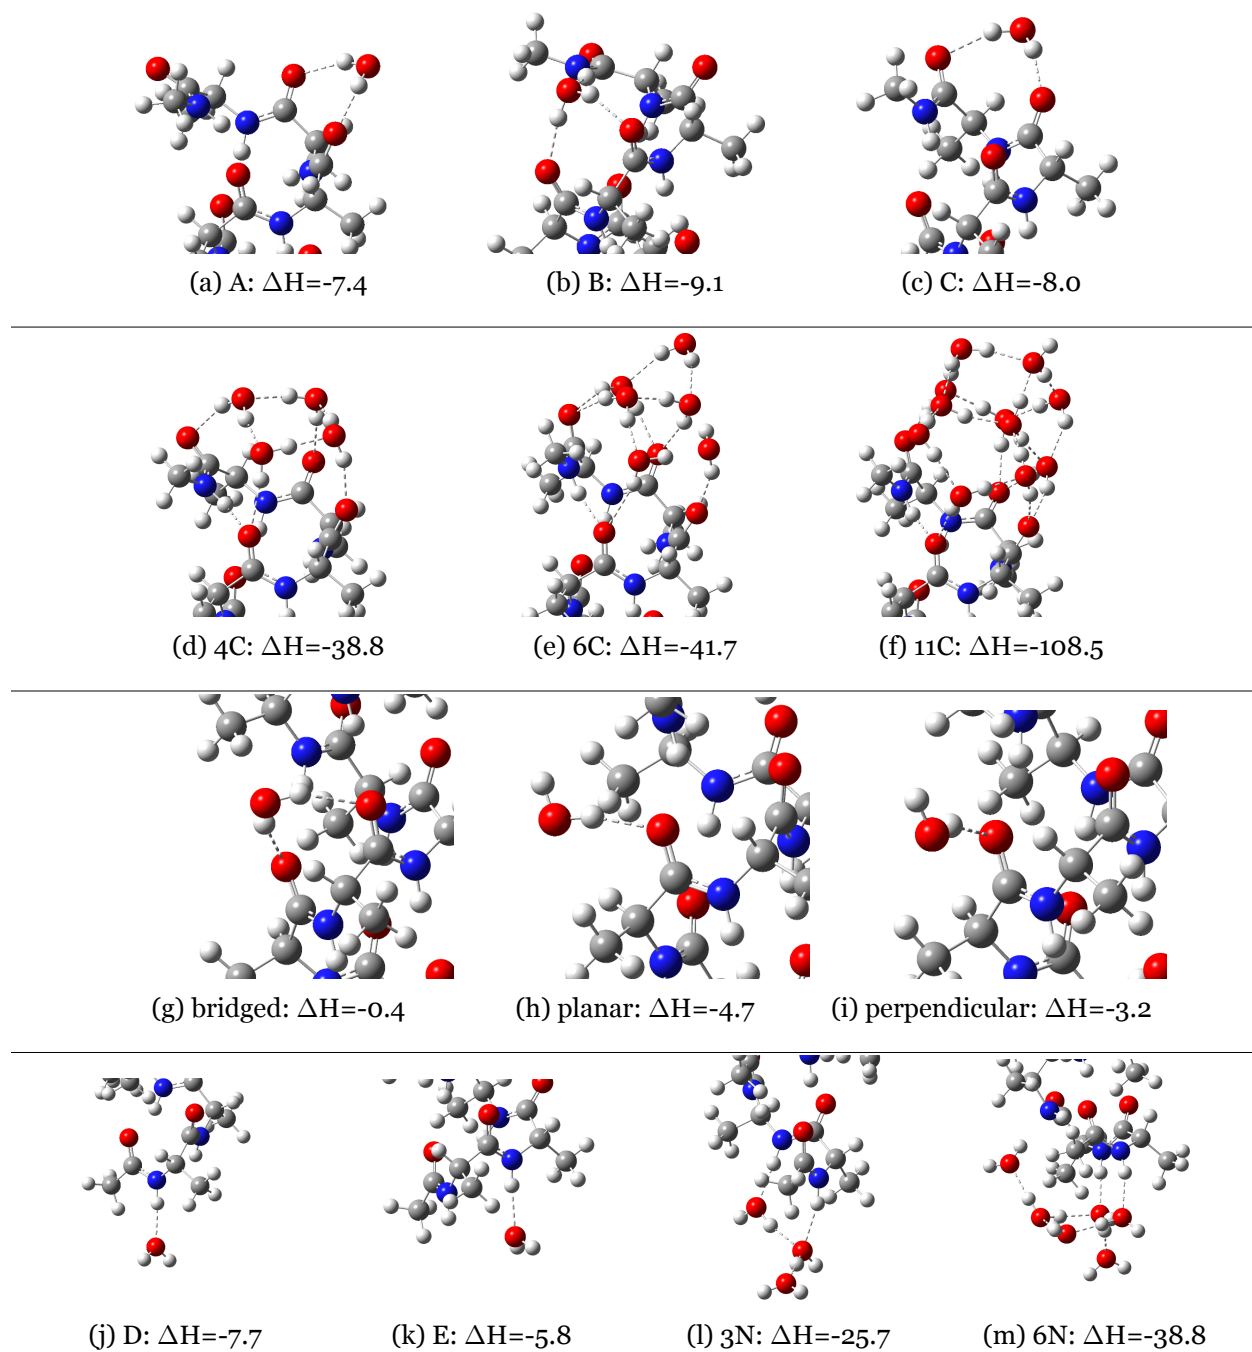 (a) A: ΔH=-7.4
(b) B: ΔH=-9.1
(c) C: ΔH=-8.0
(d) 4C: ΔH=-38.8
(e) 6C: ΔH=-41.7
(f) 11C: ΔH=-108.5
(g) bridged: ΔH=-0.4
(h) planar: ΔH=-4.7
(i) perpendicular: ΔH=-3.2
(j) D: ΔH=-7.7
(k) E: ΔH=-5.8
(l) 3N: ΔH=-25.7
(m) 6N: ΔH=-38.8